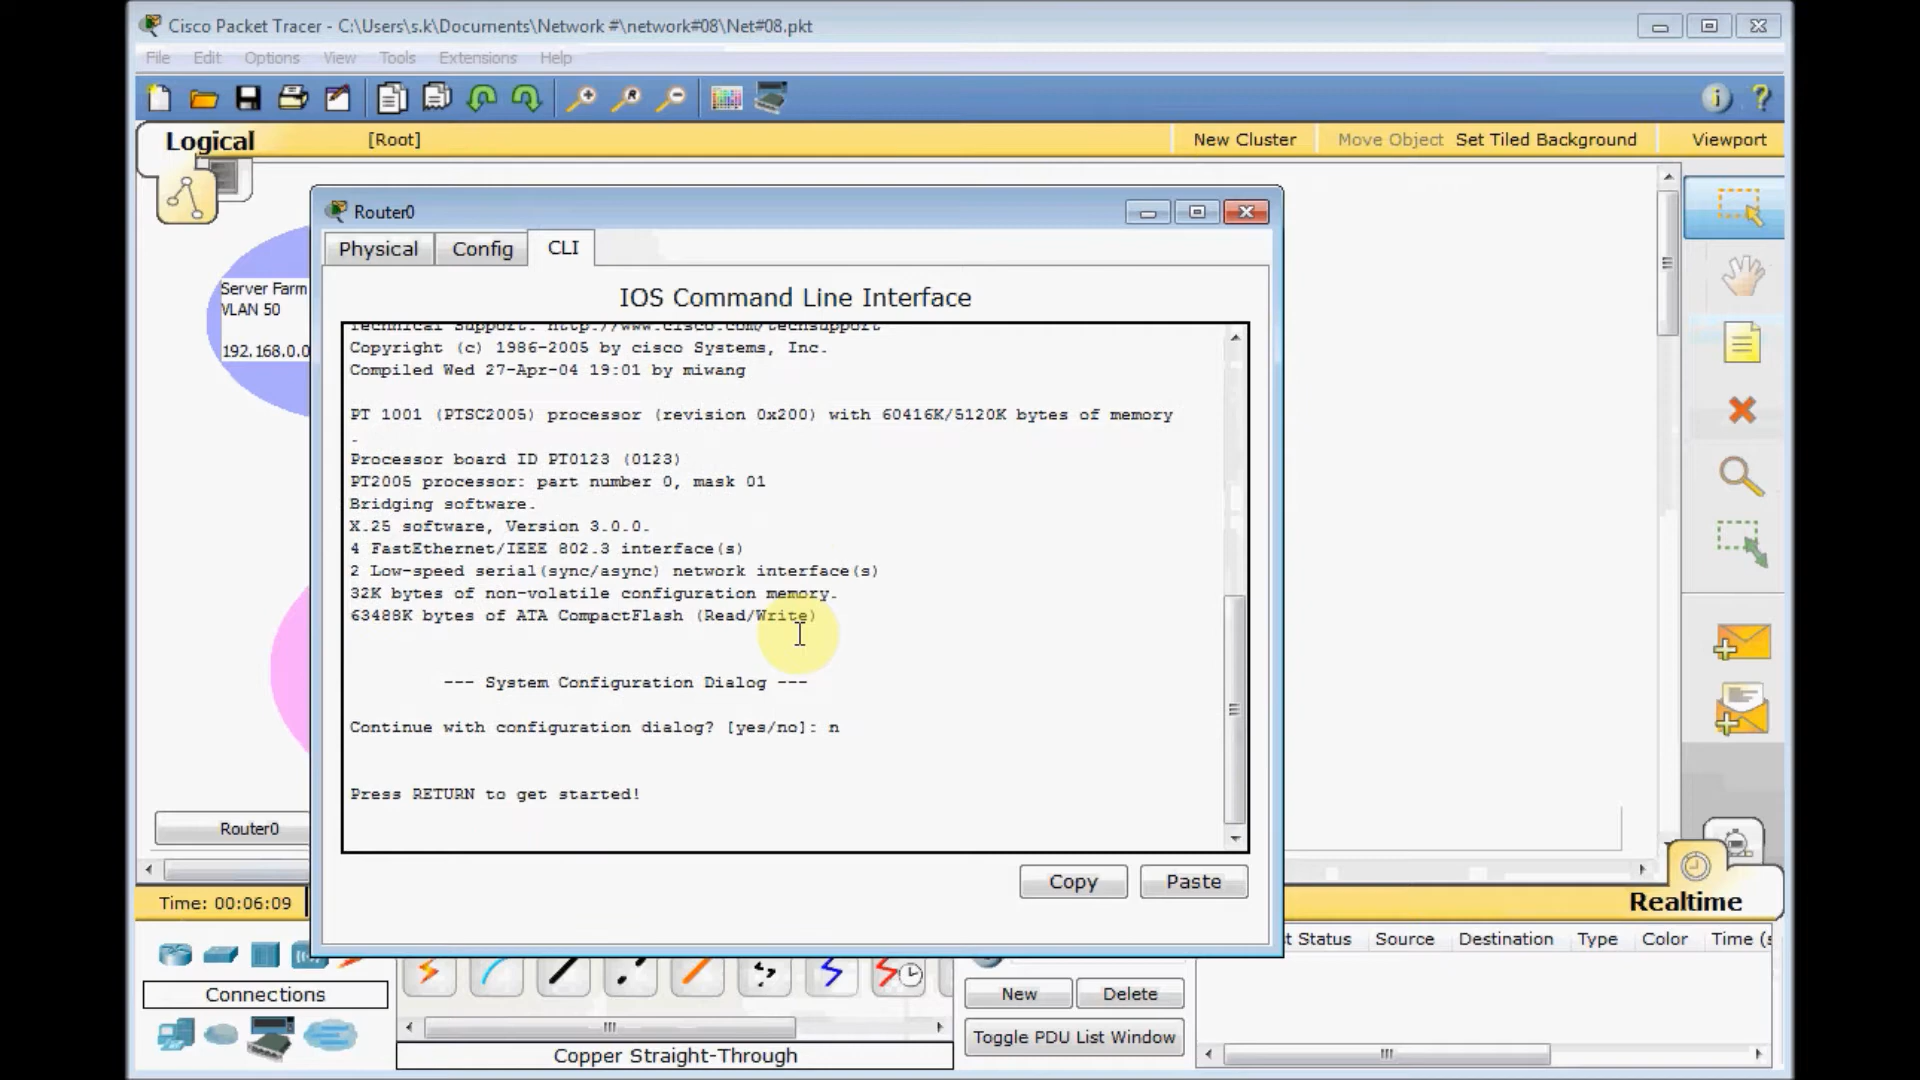 Cisco Packet Tracer - C:\Users\s.k\Documents\Network #\network#08\Net#08.pkt
File Edit Options View Tools Extensions Help
Logical [Root] New Cluster Move Object Set Tiled Background Viewport
Router0
Physical Config CLI
IOS Command Line Interface
Server Farm
VLAN 50
192.168.0.0
Technical Support: http://www.cisco.com/techsupport
Copyright (c) 1986-2005 by cisco Systems, Inc.
Compiled Wed 27-Apr-04 19:01 by miwang
PT 1001 (PTSC2005) processor (revision 0x200) with 60416K/5120K bytes of memory
.
Processor board ID PT0123 (0123)
PT2005 processor: part number 0, mask 01
Bridging software.
X.25 software, Version 3.0.0.
4 FastEthernet/IEEE 802.3 interface(s)
2 Low-speed serial(sync/async) network interface(s)
32K bytes of non-volatile configuration memory.
63488K bytes of ATA CompactFlash (Read/Write)
--- System Configuration Dialog ---
Continue with configuration dialog? [yes/no]: n
Press RETURN to get started!
Router0
Copy Paste
Time: 00:06:09
Realtime
t Status Source Destination Type Color Time (s
Connections
New Delete
Toggle PDU List Window
Copper Straight-Through